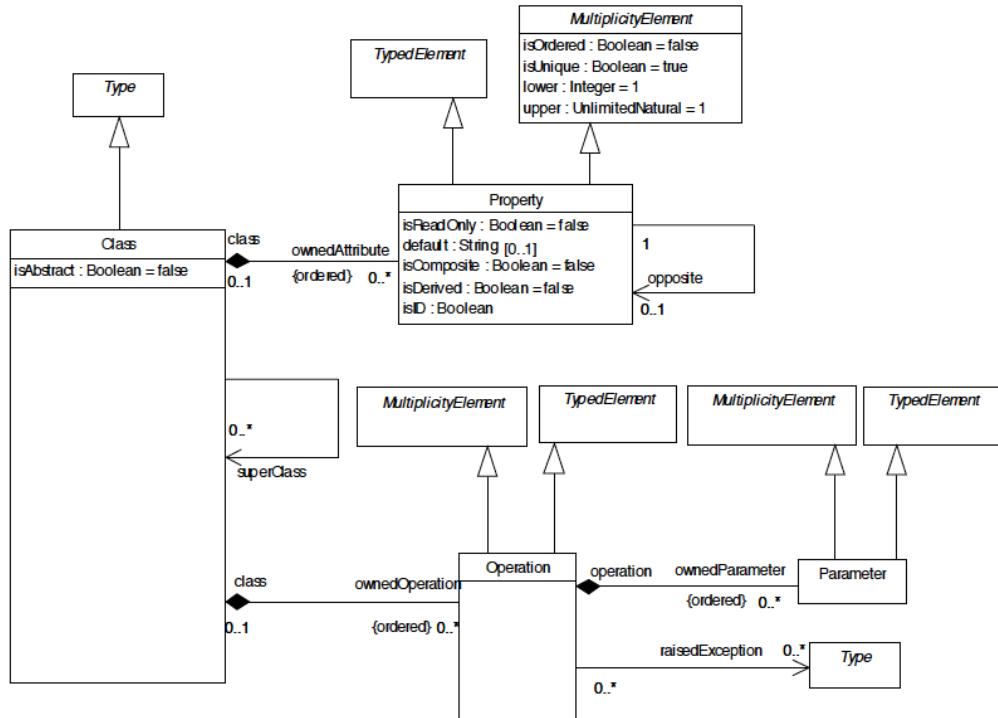 MultiplicityElement
isOrdered : Boolean = false
isUnique : Boolean = true
lower : Integer = 1
upper : UnlimitedNatural = 1
TypedElement
Type
Property
isReadOnly : Boolean = false
default : String [0..1]
isComposite : Boolean = false
isDerived : Boolean = false
isID : Boolean
1
opposite
0..1
Class
isAbstract : Boolean = false
class
0..1
ownedAttribute
{ordered} 0..*
0..*
superClass
MultiplicityElement
TypedElement
MultiplicityElement
TypedElement
class
0..1
ownedOperation
{ordered} 0..*
Operation
operation
ownedParameter
{ordered} 0..*
Parameter
raisedException 0..*
0..*
Type